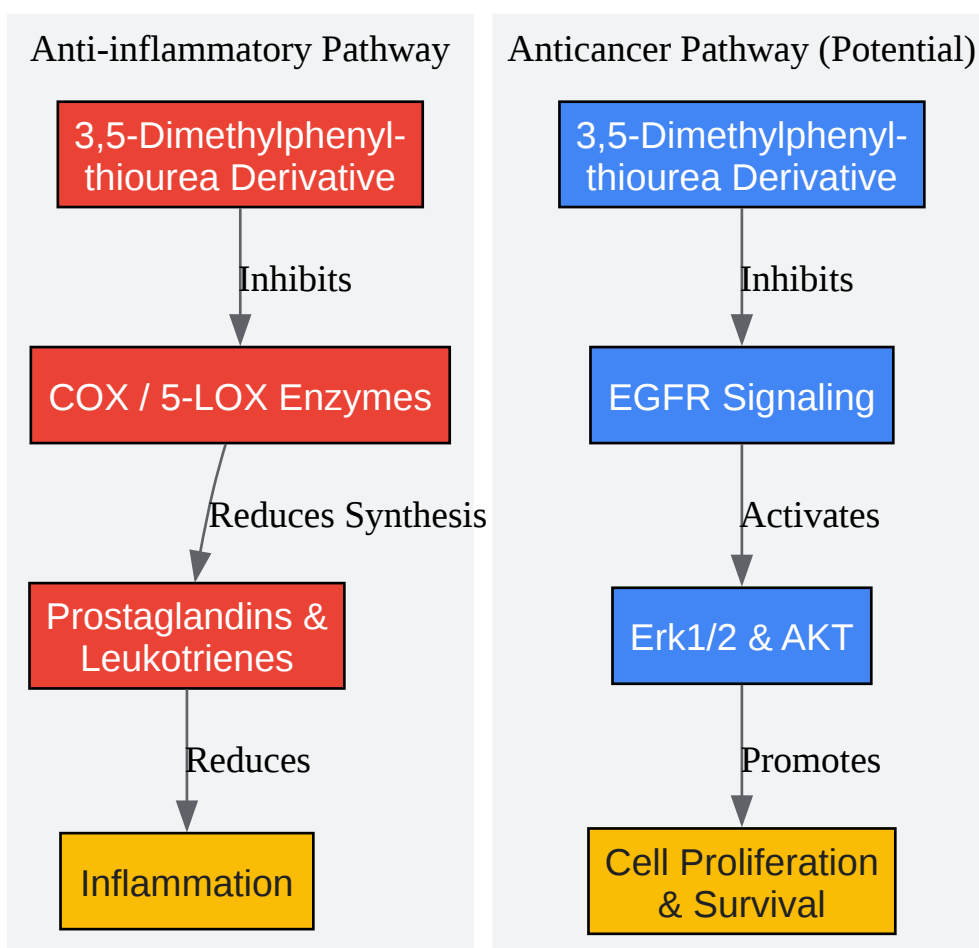 Anti-inflammatory Pathway
3,5-Dimethylphenyl-
thiourea Derivative
Inhibits
COX / 5-LOX Enzymes
Reduces Synthesis
Prostaglandins &
Leukotrienes
Reduces
Inflammation
Anticancer Pathway (Potential)
3,5-Dimethylphenyl-
thiourea Derivative
Inhibits
EGFR Signaling
Activates
Erk1/2 & AKT
Promotes
Cell Proliferation
& Survival